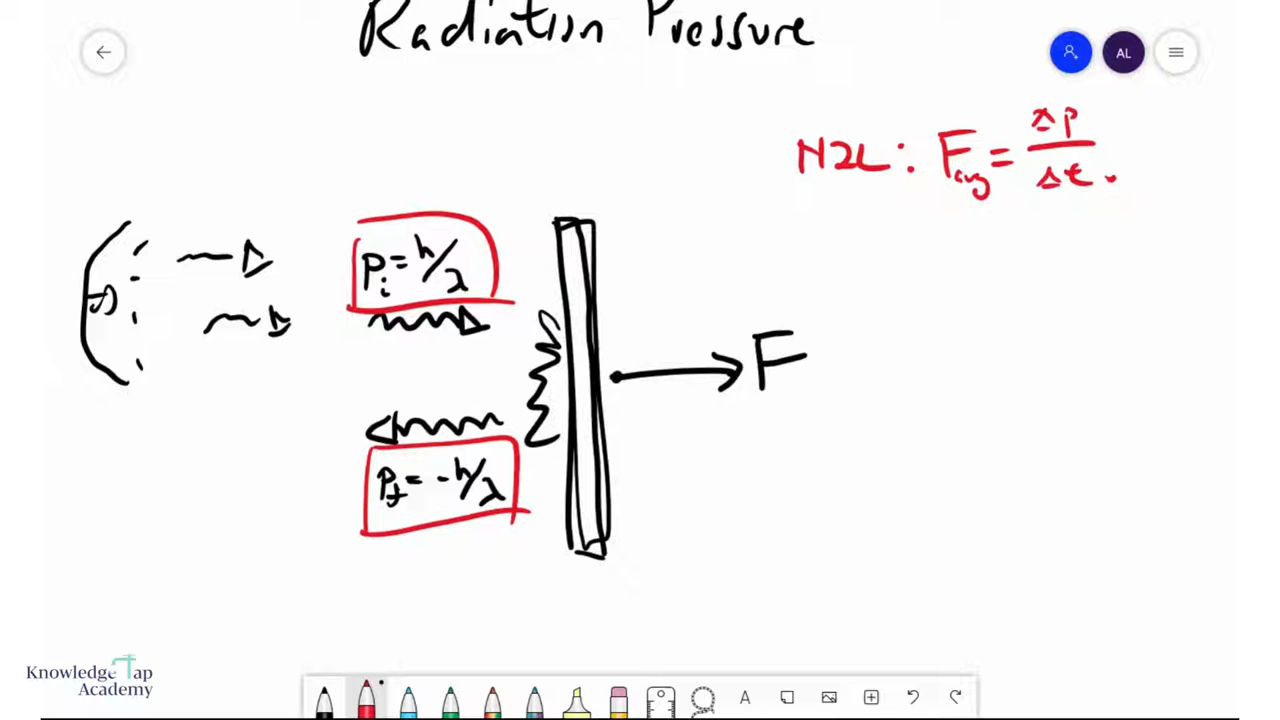 Radiation Pressure
AL
N2L: Favg = Δp/Δt.
pi = h/λ
F
pf = -h/λ
Knowledge Tap
Academy
A